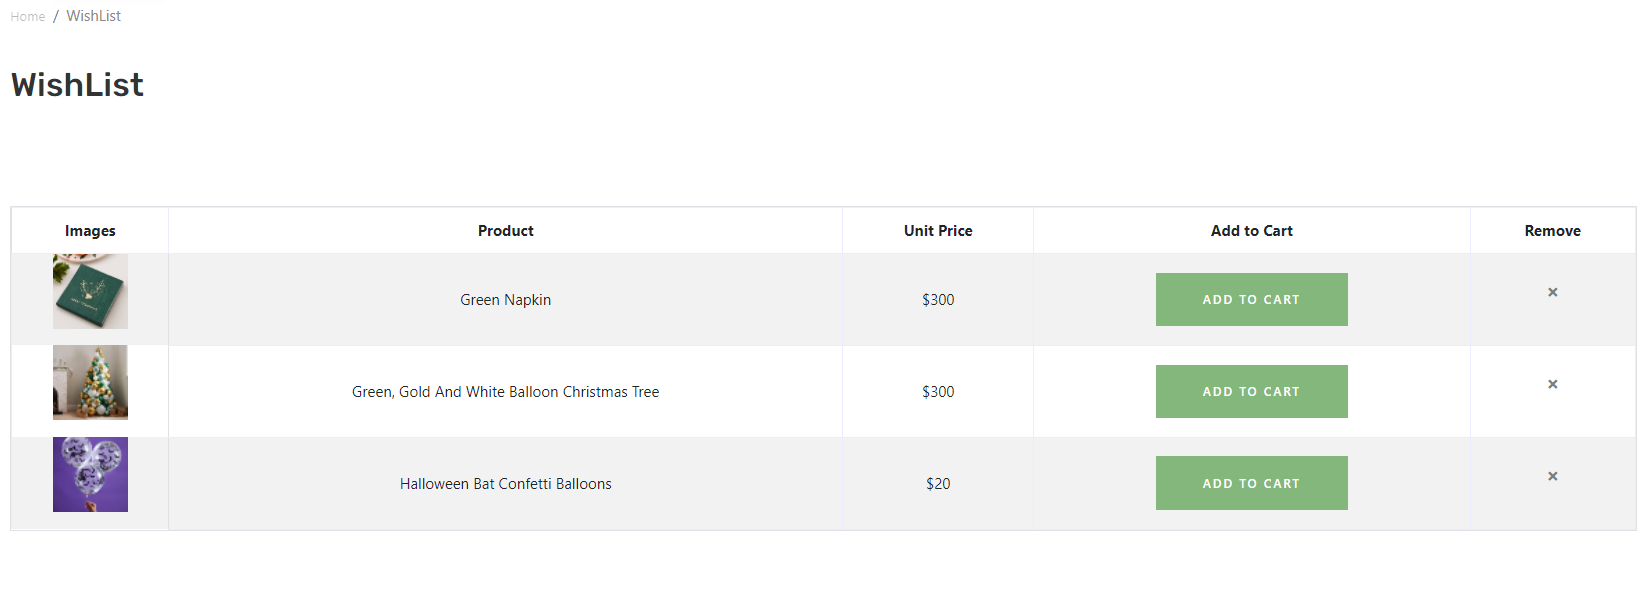 Home / WishList
WishList
Images Product Unit Price Add to Cart Remove
Green Napkin $300 ADD TO CART ×
Green, Gold And White Balloon Christmas Tree $300 ADD TO CART ×
Halloween Bat Confetti Balloons $20 ADD TO CART ×